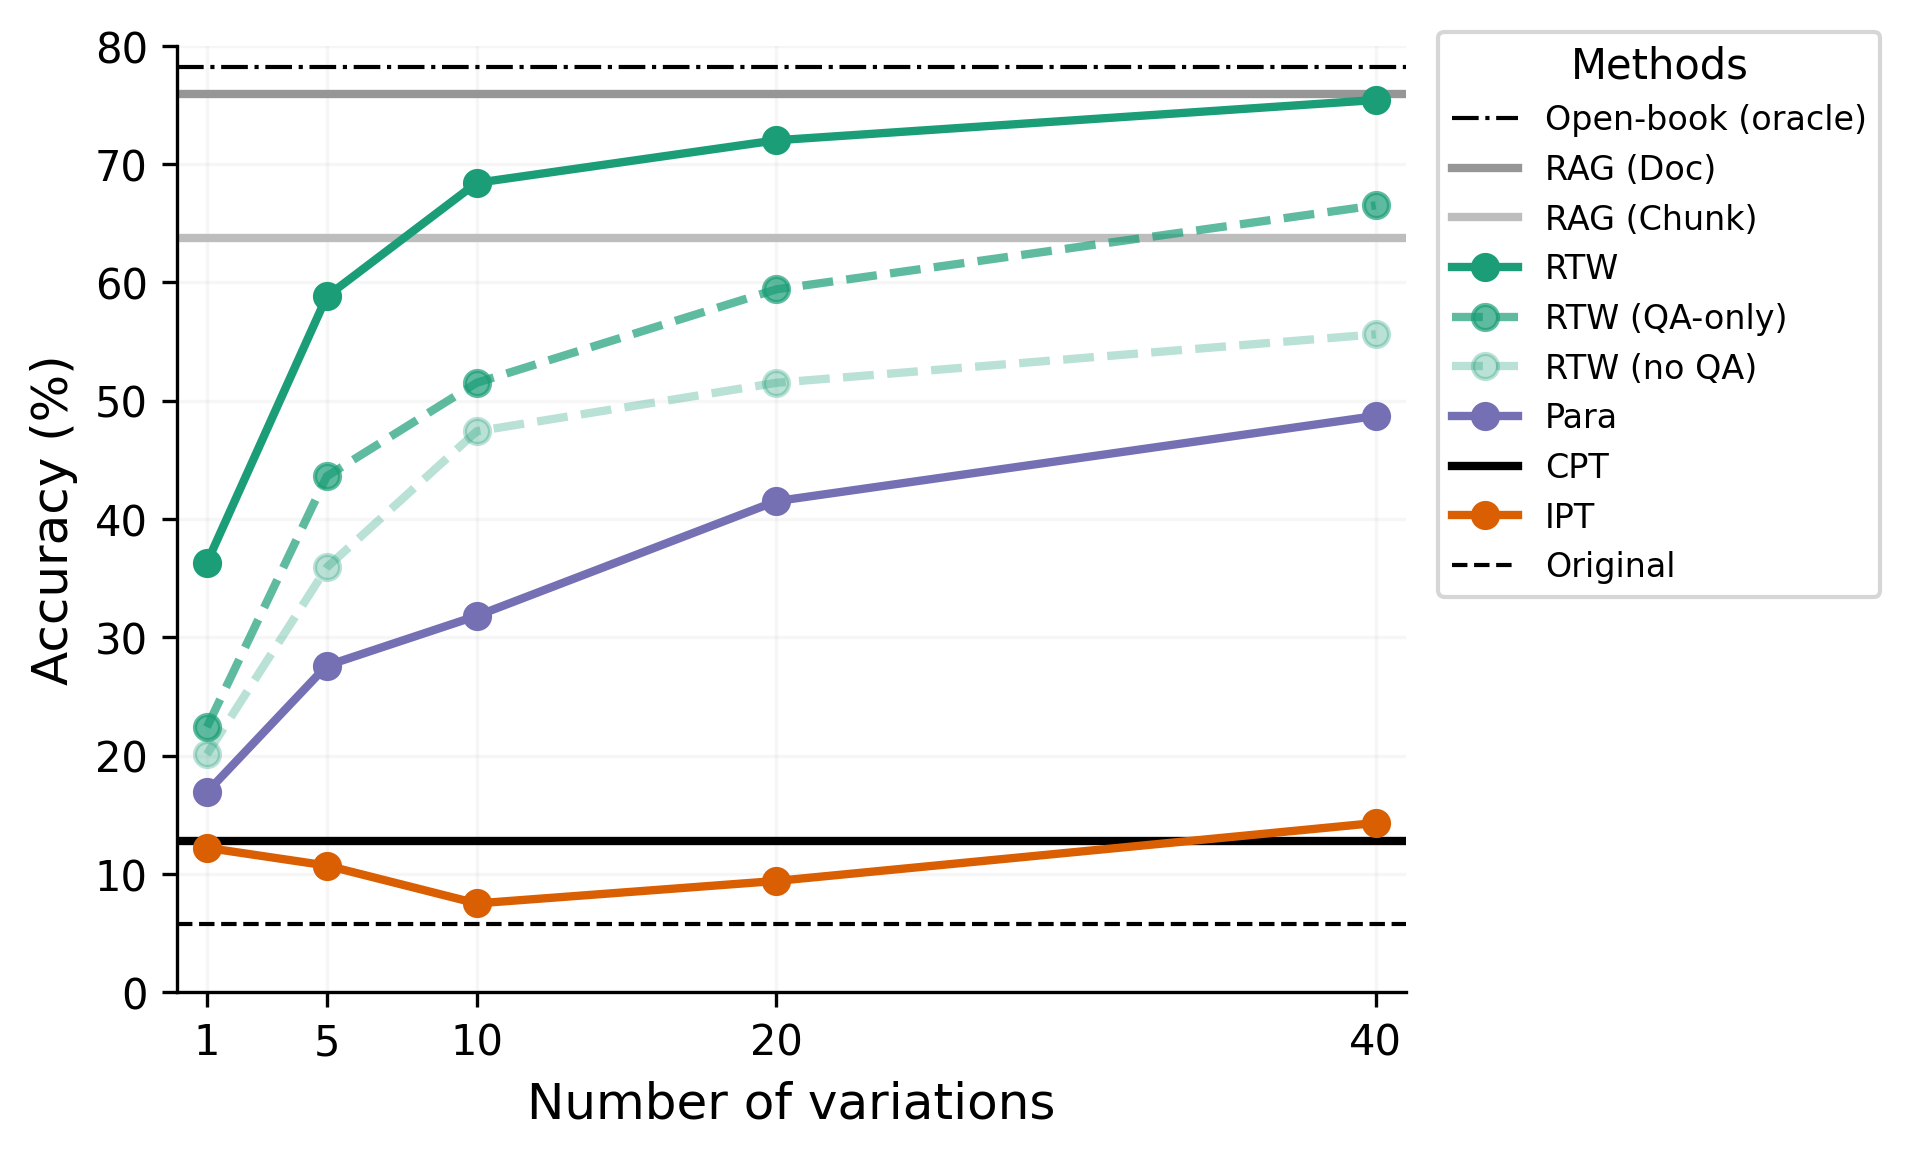 80
70
60
50
40
30
20
10
0
Accuracy (%)
1 5 10 20 40
Number of variations
Methods
Open-book (oracle)
RAG (Doc)
RAG (Chunk)
RTW
RTW (QA-only)
RTW (no QA)
Para
CPT
IPT
Original